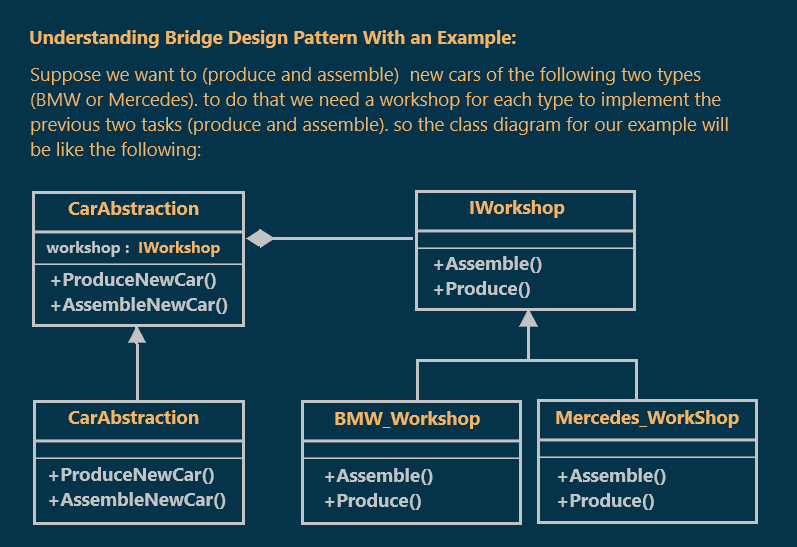 Understanding Bridge Design Pattern With an Example:
Suppose we want to (produce and assemble) new cars of the following two types
(BMW or Mercedes). to do that we need a workshop for each type to implement the
previous two tasks (produce and assemble). so the class diagram for our example will
be like the following:
CarAbstraction
workshop : IWorkshop
+ProduceNewCar()
+AssembleNewCar()
IWorkshop
+Assemble()
+Produce()
CarAbstraction
+ProduceNewCar()
+AssembleNewCar()
BMW_Workshop
+Assemble()
+Produce()
Mercedes_WorkShop
+Assemble()
+Produce()